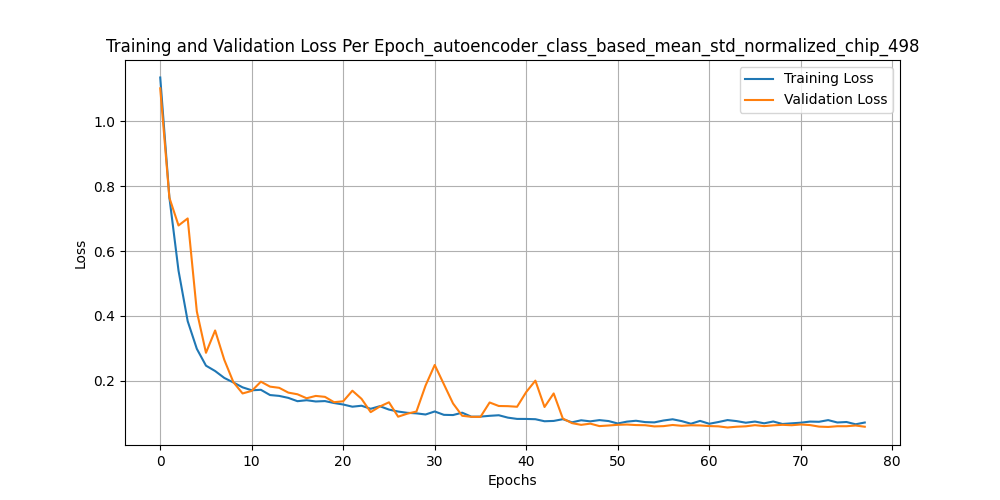 Training and Validation Loss Per Epoch_autoencoder_class_based_mean_std_normalized_chip_498
Training Loss
Validation Loss
1.0
0.8
0.6
0.4
0.2
Loss
0 10 20 30 40 50 60 70 80
Epochs